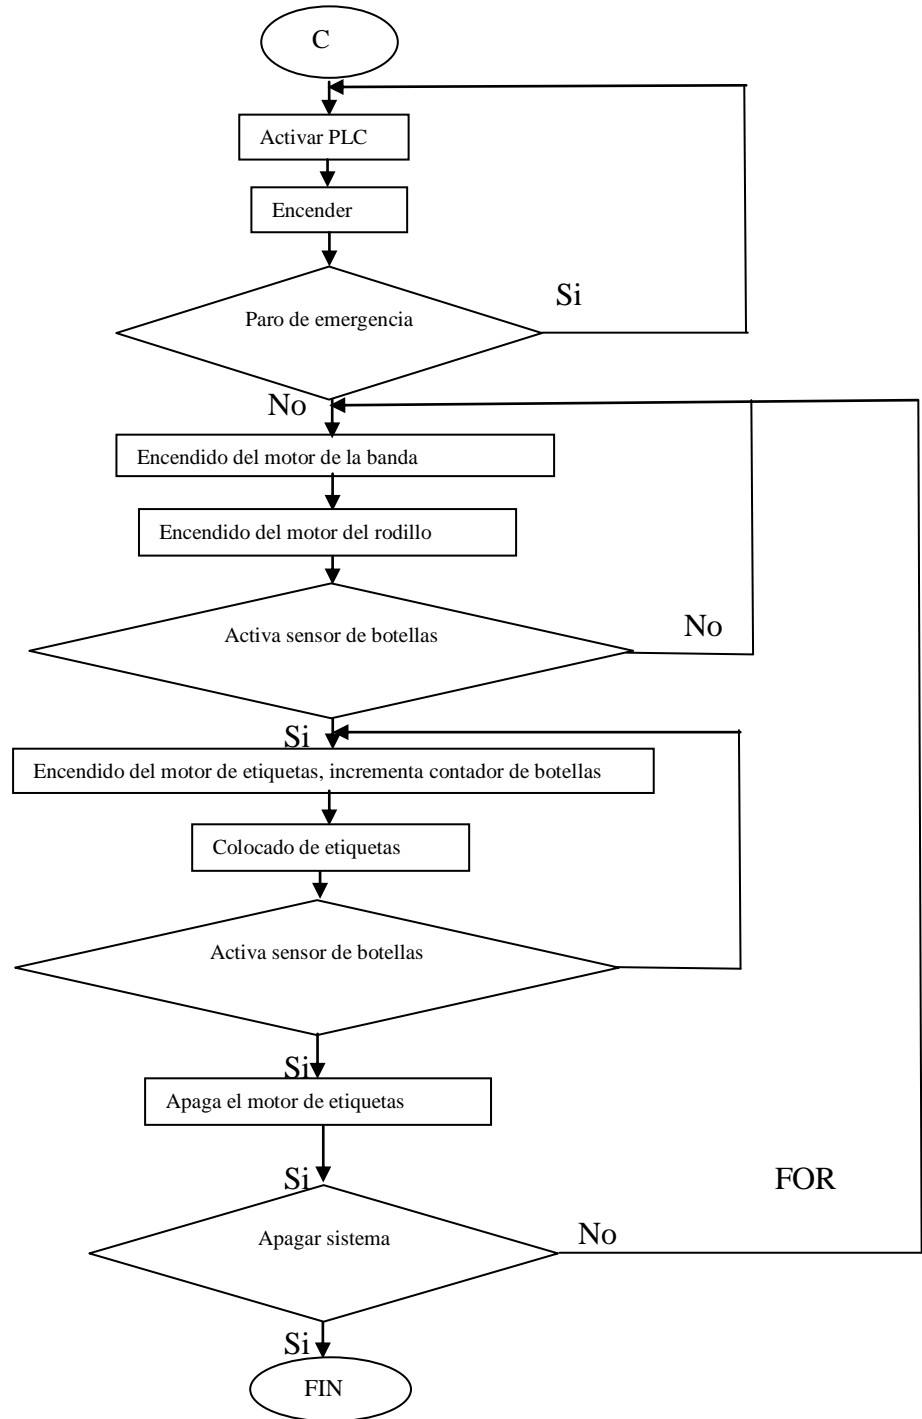 C
Activar PLC
Encender
Paro de emergencia
Si
No
Encendido del motor de la banda
Encendido del motor del rodillo
Activa sensor de botellas
No
Si
Encendido del motor de etiquetas, incrementa contador de botellas
Colocado de etiquetas
Activa sensor de botellas
Si
Apaga el motor de etiquetas
Si
FOR
Apagar sistema
No
Si
FIN